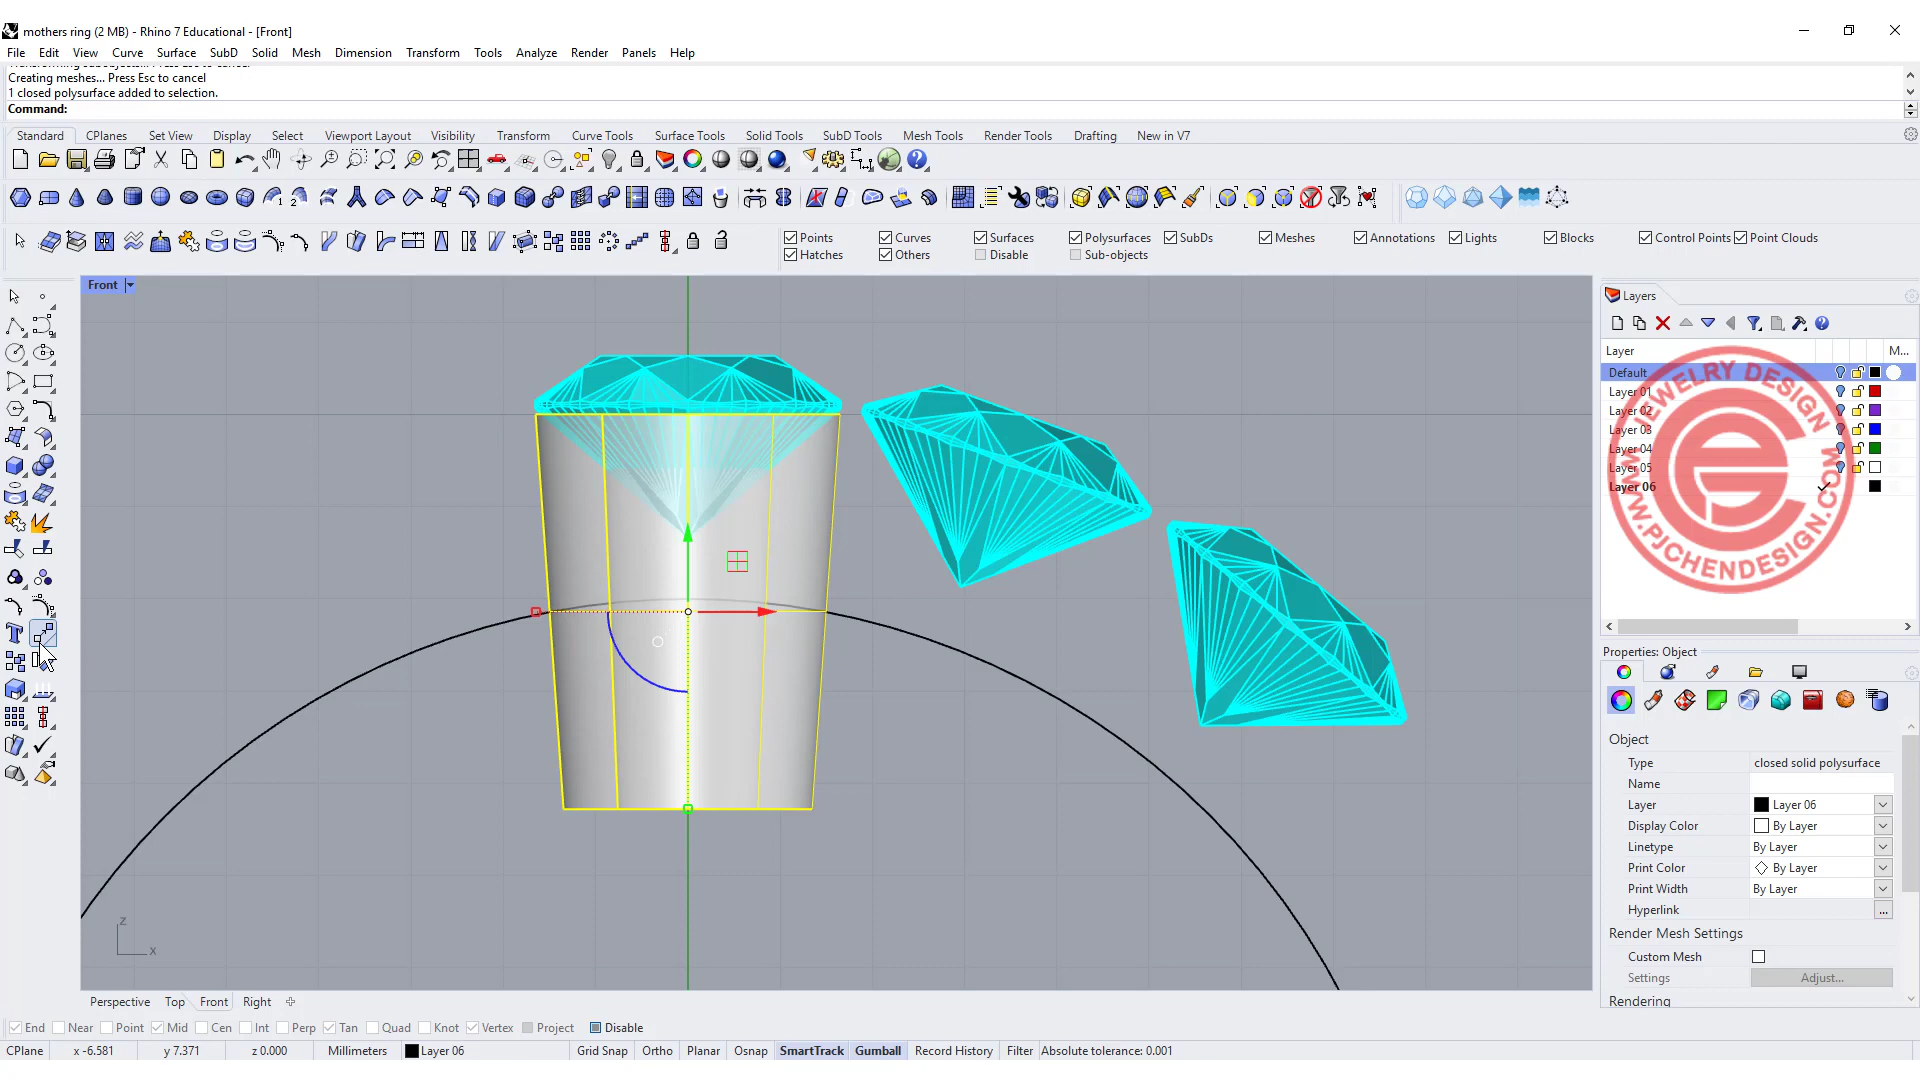 mothers ring (2 MB) - Rhino 7 Educational - [Front]
File Edit View Curve Surface SubD Solid Mesh Dimension Transform Tools Analyze Render Panels Help
Creating meshes... Press Esc to cancel
1 closed polysurface added to selection.
Command:
Standard CPlanes Set View Display Select Viewport Layout Visibility Transform Curve Tools Surface Tools Solid Tools SubD Tools Mesh Tools Render Tools Drafting New in V7
Points Curves Surfaces Polysurfaces SubDs Meshes Annotations Lights Blocks Control Points Point Clouds
Hatches Others Disable Sub-objects
Front
Layers
Layer M...
Default
Layer 01
Layer 02
Layer 03
Layer 04
Layer 05
Layer 06
JEWELRY DESIGN
WWW.PJCHENDESIGN.COM
Properties: Object
Object
Type closed solid polysurface
Name
Layer Layer 06
Display Color By Layer
Linetype By Layer
Print Color By Layer
Print Width By Layer
Hyperlink ...
Render Mesh Settings
Custom Mesh
Settings Adjust...
Rendering
z
x
Perspective Top Front Right
End Near Point Mid Cen Int Perp Tan Quad Knot Vertex Project Disable
CPlane x -6.581 y 7.371 z 0.000 Millimeters Layer 06 Grid Snap Ortho Planar Osnap SmartTrack Gumball Record History Filter Absolute tolerance: 0.001